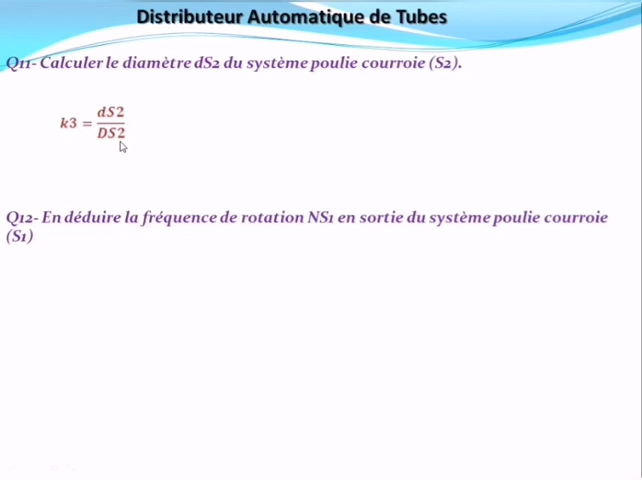 Distributeur Automatique de Tubes
Q11- Calculer le diamètre dS2 du système poulie courroie (S2).
k3 = dS2/DS2
Q12- En déduire la fréquence de rotation NS1 en sortie du système poulie courroie
(S1)